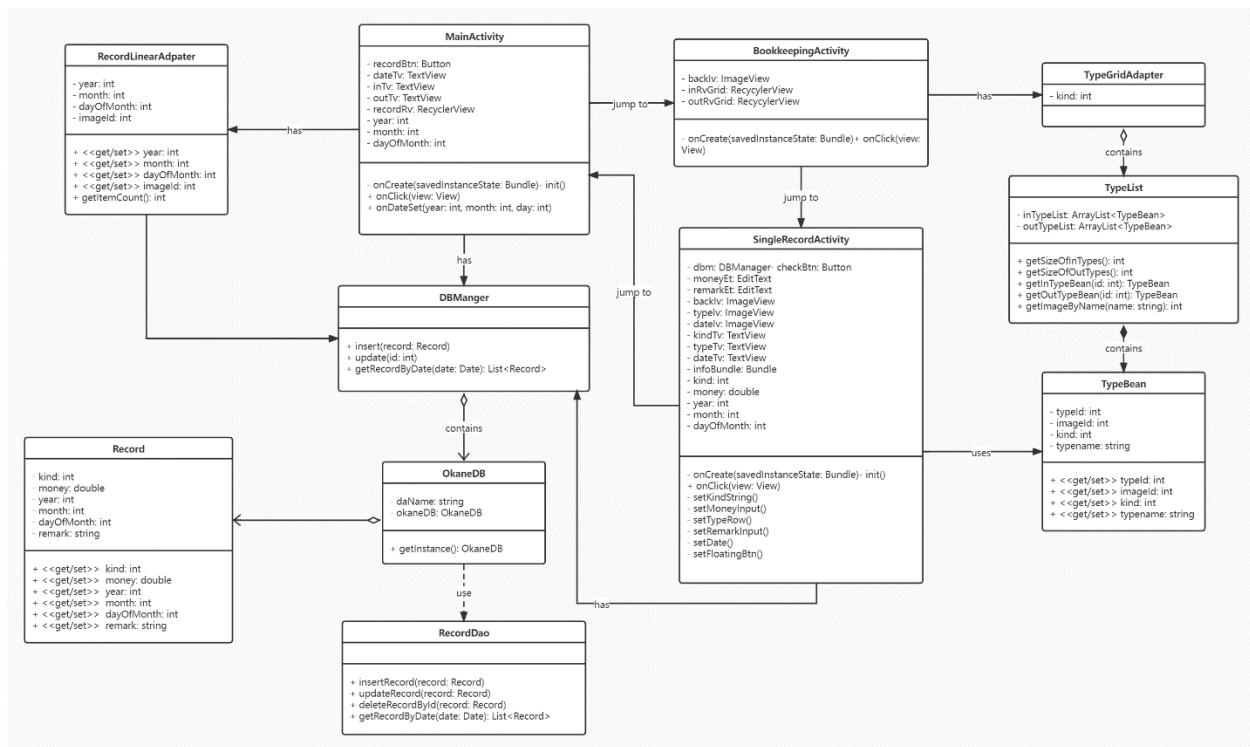 RecordLinearAdpater
- year: int
- month: int
- dayOfMonth: int
- imageId: int
+ <<get/set>> year: int
+ <<get/set>> month: int
+ <<get/set>> dayOfMonth: int
+ <<get/set>> imageId: int
+ getItemCount(): int
has
MainActivity
- recordBtn: Button
- dateTv: TextView
- inTv: TextView
- outTv: TextView
- recordRv: RecyclerView
- year: int
- month: int
- dayOfMonth: int
- onCreate(savedInstanceState: Bundle)- init()
+ onClick(view: View)
+ onDateSet(year: int, month: int, day: int)
jump to
BookkeepingActivity
- backIv: ImageView
- inRvGrid: RecycylerView
- outRvGrid: RecycylerView
- onCreate(savedInstanceState: Bundle)+ onClick(view:
View)
has
TypeGridAdapter
- kind: int
contains
TypeList
- inTypeList: ArrayList<TypeBean>
- outTypeList: ArrayList<TypeBean>
+ getSizeOfInTypes(): int
+ getSizeOfOutTypes(): int
+ getInTypeBean(id: int): TypeBean
+ getOutTypeBean(id: int): TypeBean
+ getImageByName(name: string): int
contains
TypeBean
- typeId: int
- imageId: int
- kind: int
- typename: string
+ <<get/set>> typeId: int
+ <<get/set>> imageId: int
+ <<get/set>> kind: int
+ <<get/set>> typename: string
jump to
SingleRecordActivity
- dbm: DBManager- checkBtn: Button
- moneyEt: EditText
- remarkEt: EditText
- backIv: ImageView
- typeIv: ImageView
- dateIv: ImageView
- kindTv: TextView
- typeTv: TextView
- dateTv: TextView
- infoBundle: Bundle
- kind: int
- money: double
- year: int
- month: int
- dayOfMonth: int
- onCreate(savedInstanceState: Bundle)- init()
+ onClick(view: View)
- setKindString()
- setMoneyInput()
- setTypeRow()
- setRemarkInput()
- setDate()
- setFloatingBtn()
uses
jump to
has
has
DBManger
+ insert(record: Record)
+ update(id: int)
+ getRecordByDate(date: Date): List<Record>
contains
OkaneDB
- daName: string
- okaneDB: OkaneDB
+ getInstance(): OkaneDB
use
RecordDao
+ insertRecord(record: Record)
+ updateRecord(record: Record)
+ deleteRecordById(record: Record)
+ getRecordByDate(date: Date): List<Record>
Record
- kind: int
- money: double
- year: int
- month: int
- dayOfMonth: int
- remark: string
+ <<get/set>> kind: int
+ <<get/set>> money: double
+ <<get/set>> year: int
+ <<get/set>> month: int
+ <<get/set>> dayOfMonth: int
+ <<get/set>> remark: string